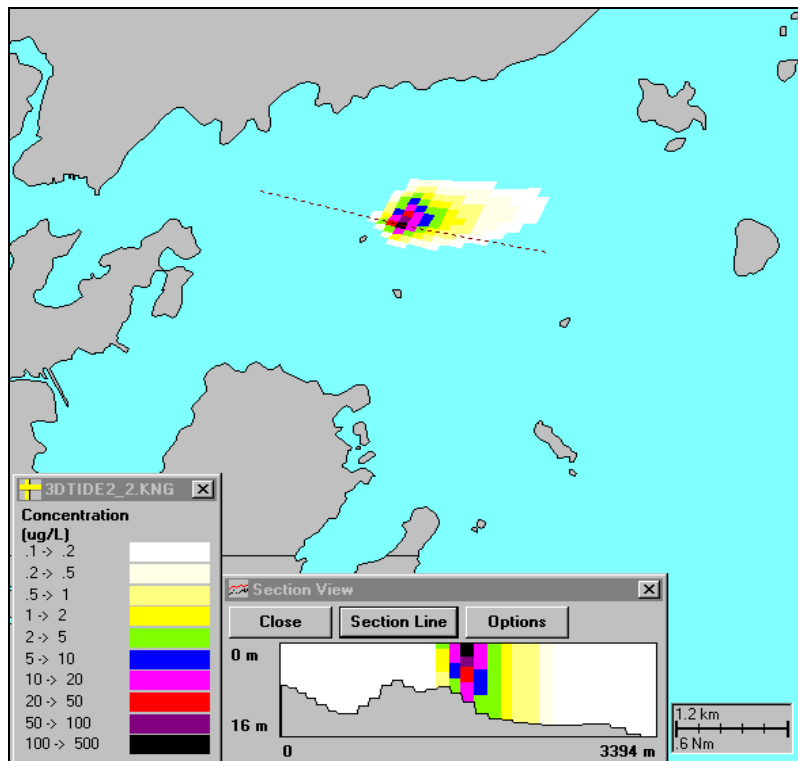 3DTIDE2_2.KNG
Concentration
(ug/L)
.1 -> .2
.2 -> .5
.5 -> 1
1 -> 2
2 -> 5
5 -> 10
10 -> 20
20 -> 50
50 -> 100
100 -> 500
Section View
Close Section Line Options
0 m
16 m
0 3394 m
1.2 km
.6 Nm